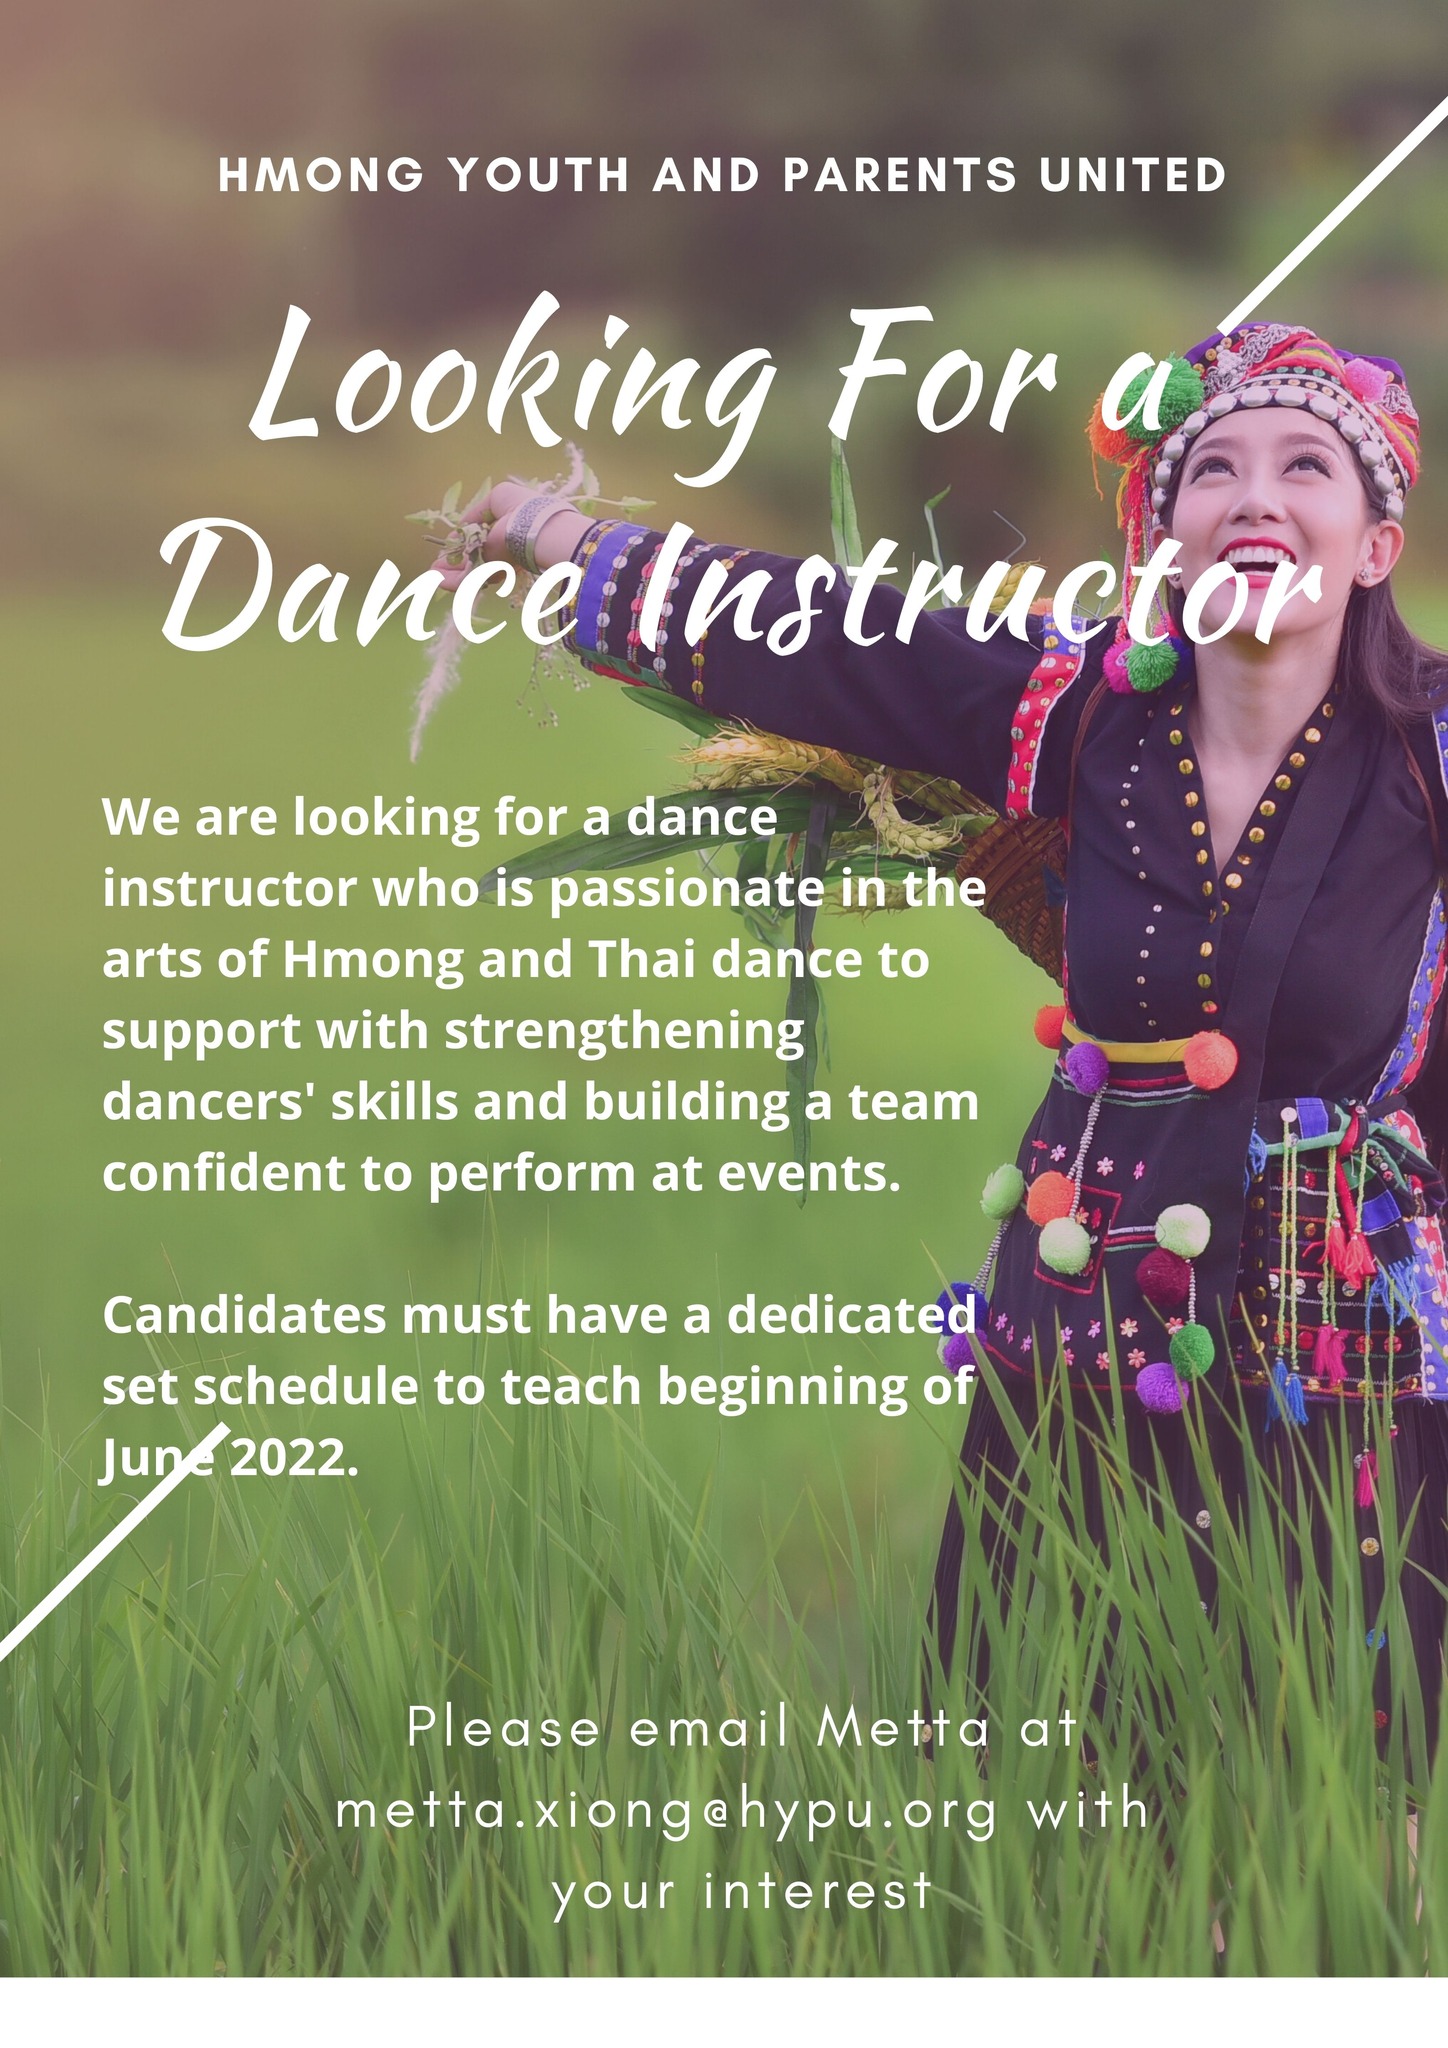 HMONG YOUTH AND PARENTS UNITED
Looking For a
Dance Instructor
We are looking for a dance
instructor who is passionate in the
arts of Hmong and Thai dance to
support with strengthening
dancers' skills and building a team
confident to perform at events.
Candidates must have a dedicated
set schedule to teach beginning of
June 2022.
Please email Metta at
metta.xiong@hypu.org with
your interest